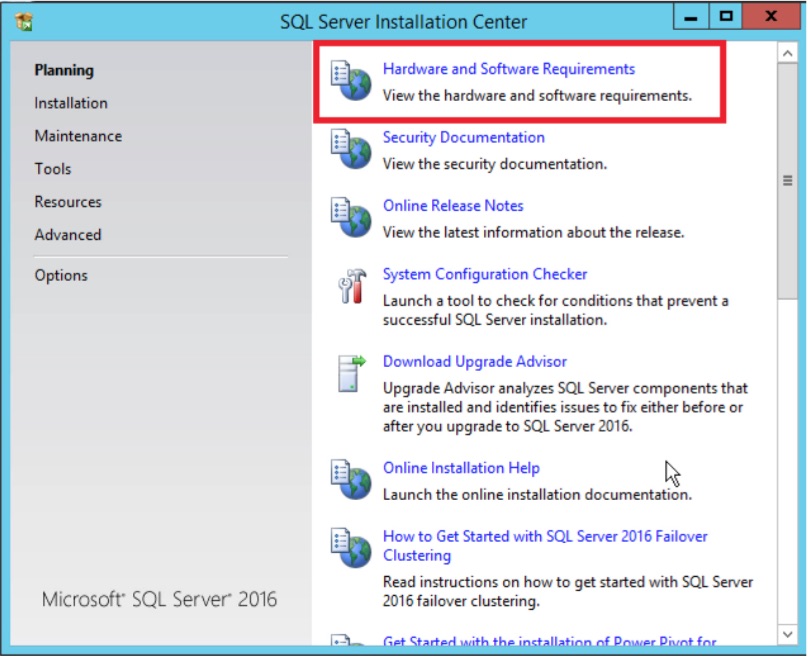 SQL Server Installation Center
Planning
Installation
Maintenance
Tools
Resources
Advanced
Options
Microsoft® SQL Server® 2016
Hardware and Software Requirements
View the hardware and software requirements.
Security Documentation
View the security documentation.
Online Release Notes
View the latest information about the release.
System Configuration Checker
Launch a tool to check for conditions that prevent a
successful SQL Server installation.
Download Upgrade Advisor
Upgrade Advisor analyzes SQL Server components that
are installed and identifies issues to fix either before or
after you upgrade to SQL Server 2016.
Online Installation Help
Launch the online installation documentation.
How to Get Started with SQL Server 2016 Failover
Clustering
Read instructions on how to get started with SQL Server
2016 failover clustering.
Get Started with the installation of Power Pivot for